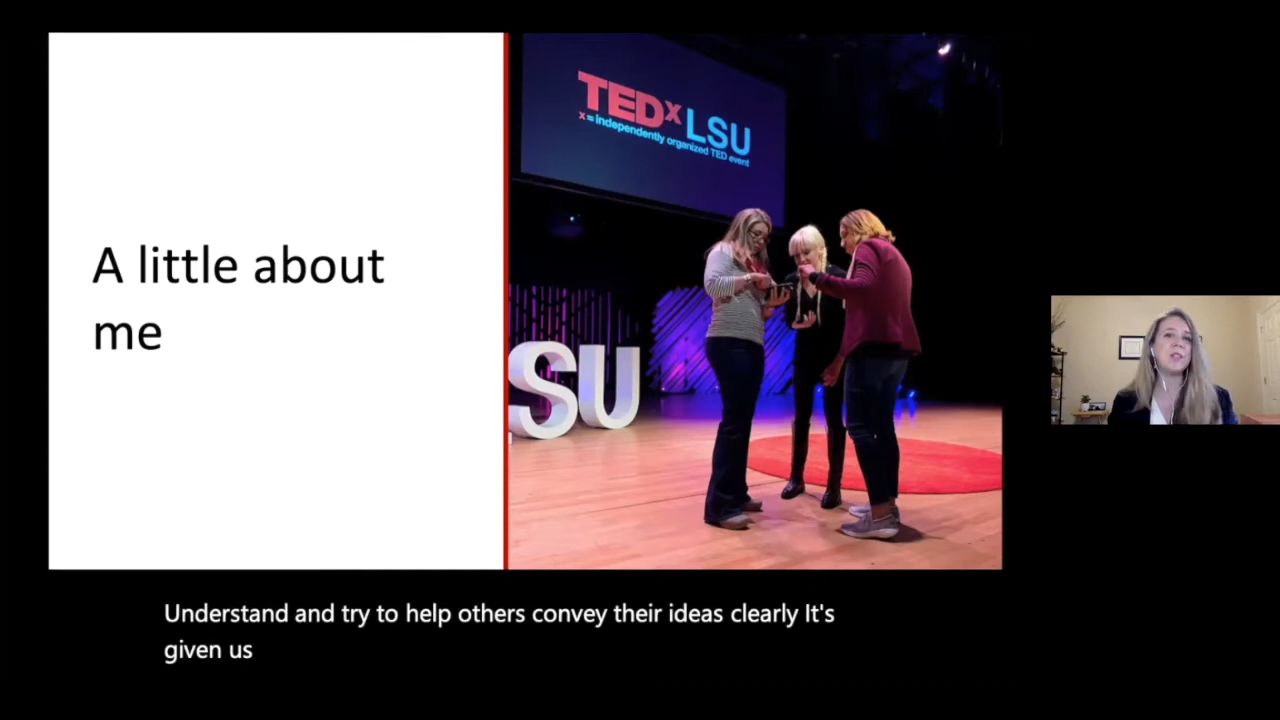 A little about
me
TEDx LSU
x = independently organized TED event
SU
Understand and try to help others convey their ideas clearly It's
given us